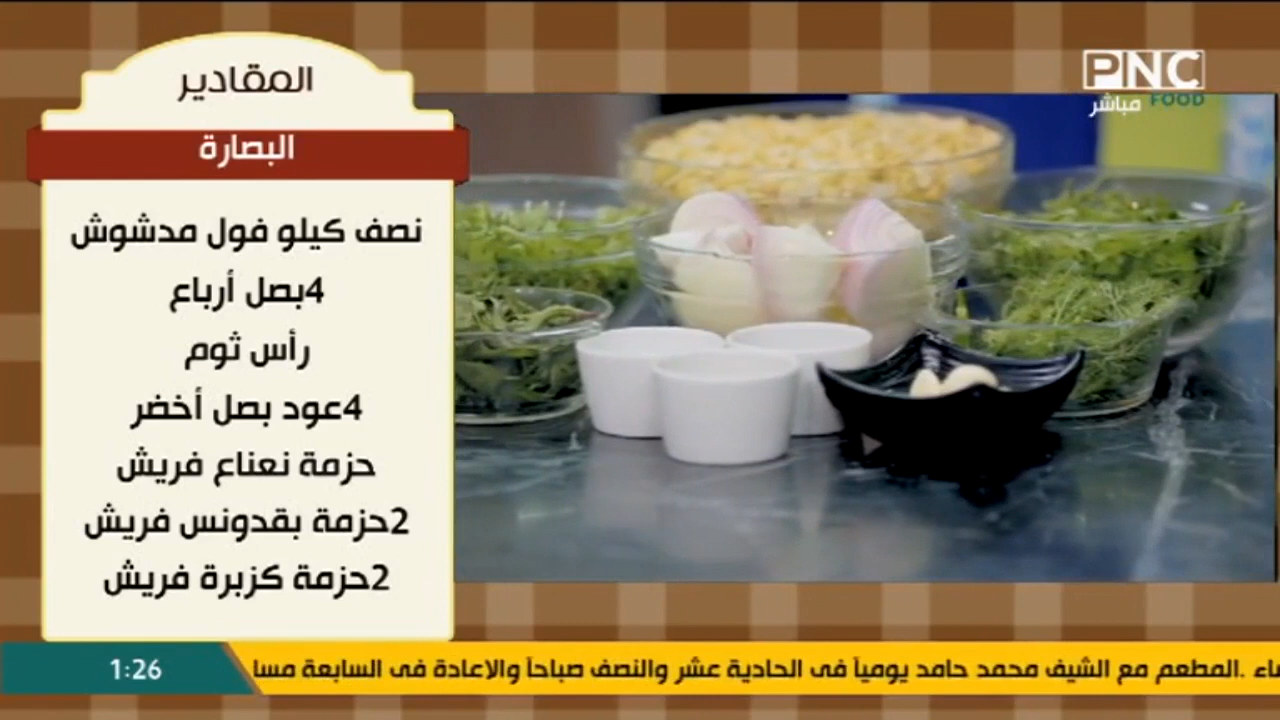 المقادير
البصارة
نصف كيلو فول مدشوش
4بصل أرباع
رأس ثوم
4عود بصل أخضر
حزمة نعناع فريش
2حزمة بقدونس فريش
2حزمة كزبرة فريش
PNC
FOOD
مباشر
.المطعم مع الشيف محمد حامد يومياً فى الحادية عشر والنصف صباحاً والاعادة فى السابعة مسا
1:26